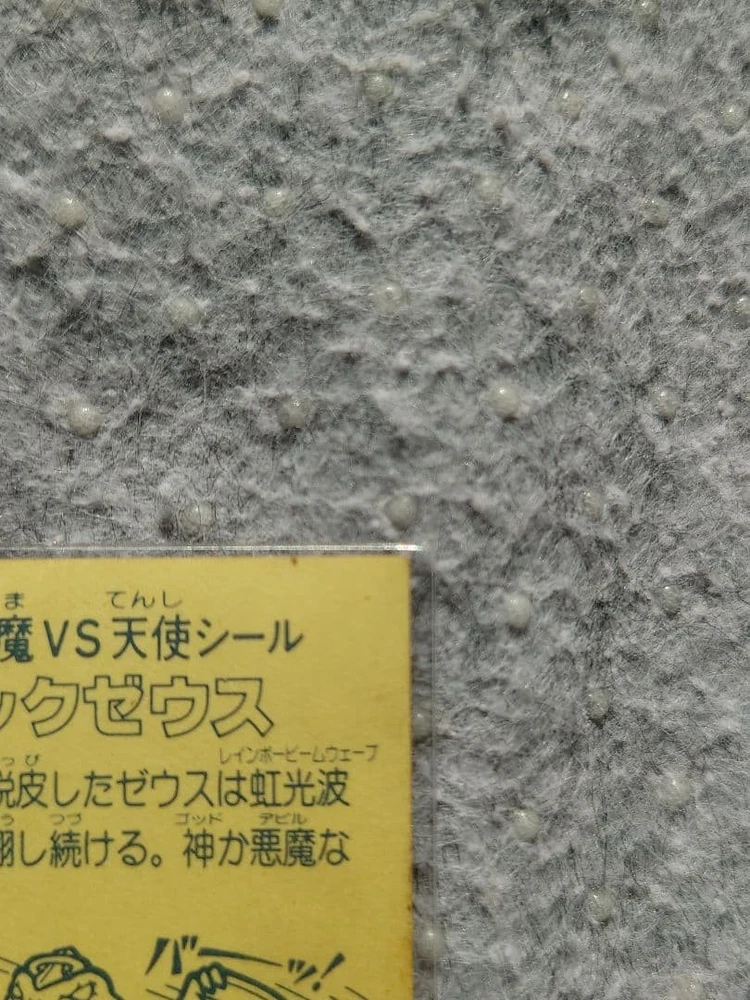 ま てんし
魔VS天使シール
ックゼウス
っぴ レインボービームウェーブ
脱皮したゼウスは虹光波
う つづ ゴッド デビル
翔し続ける。神か悪魔な
バーッ!